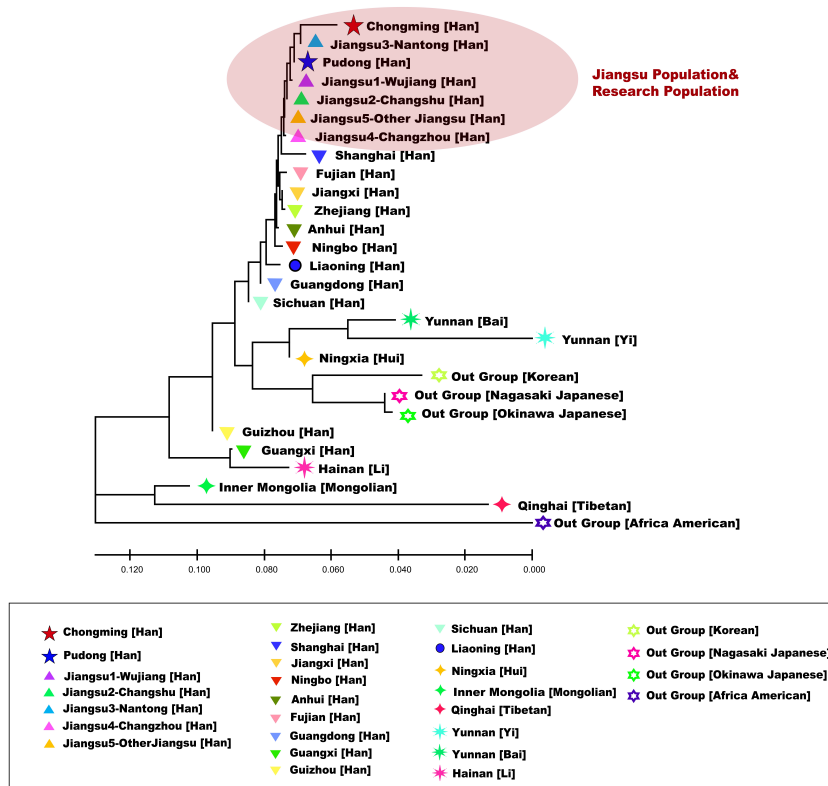 Chongming [Han]
Jiangsu3-Nantong [Han]
Pudong [Han]
Jiangsu1-Wujiang [Han]
Jiangsu2-Changshu [Han]
Jiangsu5-Other Jiangsu [Han]
Jiangsu4-Changzhou [Han]
Jiangsu Population&
Research Population
Shanghai [Han]
Fujian [Han]
Jiangxi [Han]
Zhejiang [Han]
Anhui [Han]
Ningbo [Han]
Liaoning [Han]
Guangdong [Han]
Sichuan [Han]
Yunnan [Bai]
Yunnan [Yi]
Ningxia [Hui]
Out Group [Korean]
Out Group [Nagasaki Japanese]
Out Group [Okinawa Japanese]
Guizhou [Han]
Guangxi [Han]
Hainan [Li]
Inner Mongolia [Mongolian]
Qinghai [Tibetan]
Out Group [Africa American]
0.120 0.100 0.080 0.060 0.040 0.020 0.000
Chongming [Han]
Pudong [Han]
Jiangsu1-Wujiang [Han]
Jiangsu2-Changshu [Han]
Jiangsu3-Nantong [Han]
Jiangsu4-Changzhou [Han]
Jiangsu5-OtherJiangsu [Han]
Zhejiang [Han]
Shanghai [Han]
Jiangxi [Han]
Ningbo [Han]
Anhui [Han]
Fujian [Han]
Guangdong [Han]
Guangxi [Han]
Guizhou [Han]
Sichuan [Han]
Liaoning [Han]
Ningxia [Hui]
Inner Mongolia [Mongolian]
Qinghai [Tibetan]
Yunnan [Yi]
Yunnan [Bai]
Hainan [Li]
Out Group [Korean]
Out Group [Nagasaki Japanese]
Out Group [Okinawa Japanese]
Out Group [Africa American]